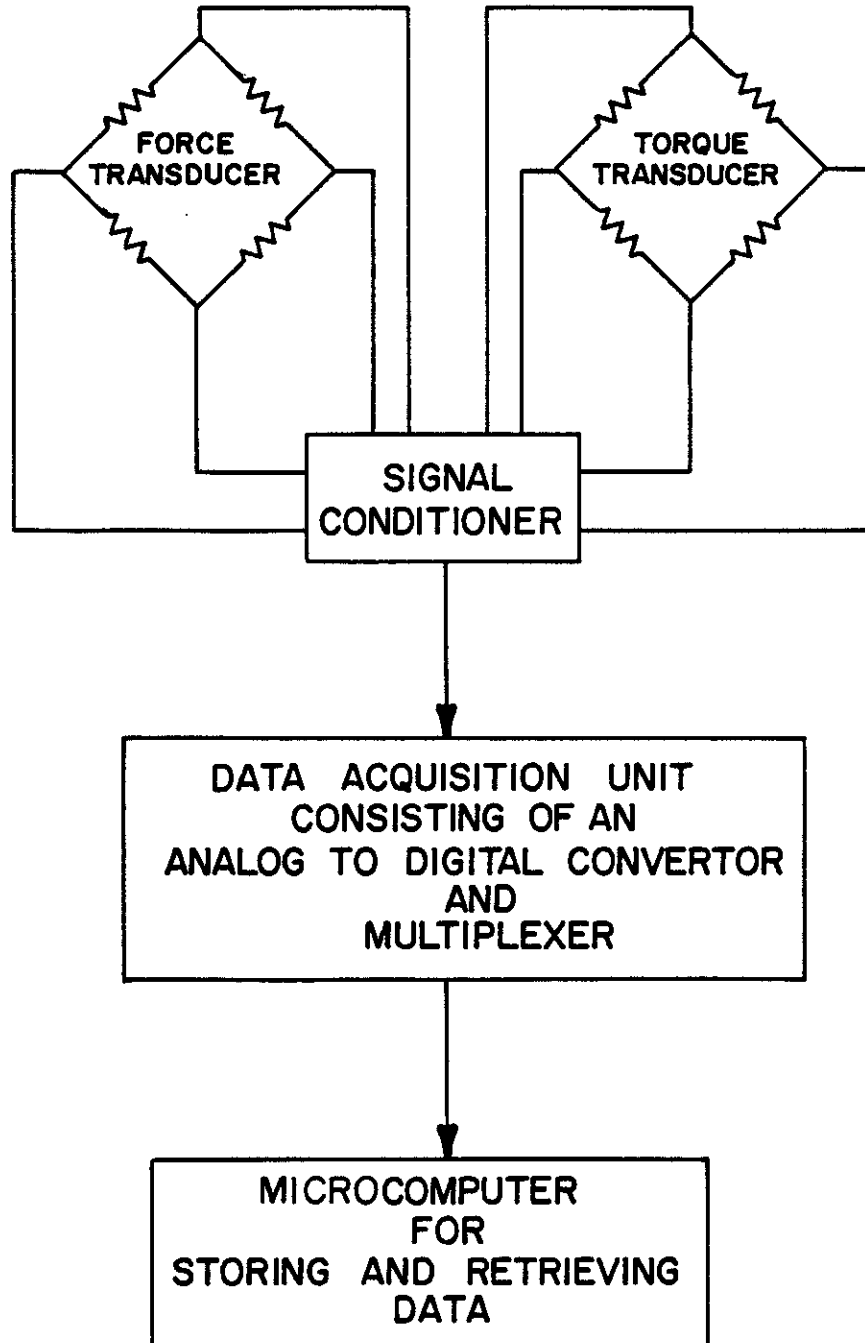 FORCE
TRANSDUCER
TORQUE
TRANSDUCER
SIGNAL
CONDITIONER
DATA ACQUISITION UNIT
CONSISTING OF AN
ANALOG TO DIGITAL CONVERTOR
AND
MULTIPLEXER
MICROCOMPUTER
FOR
STORING AND RETRIEVING
DATA